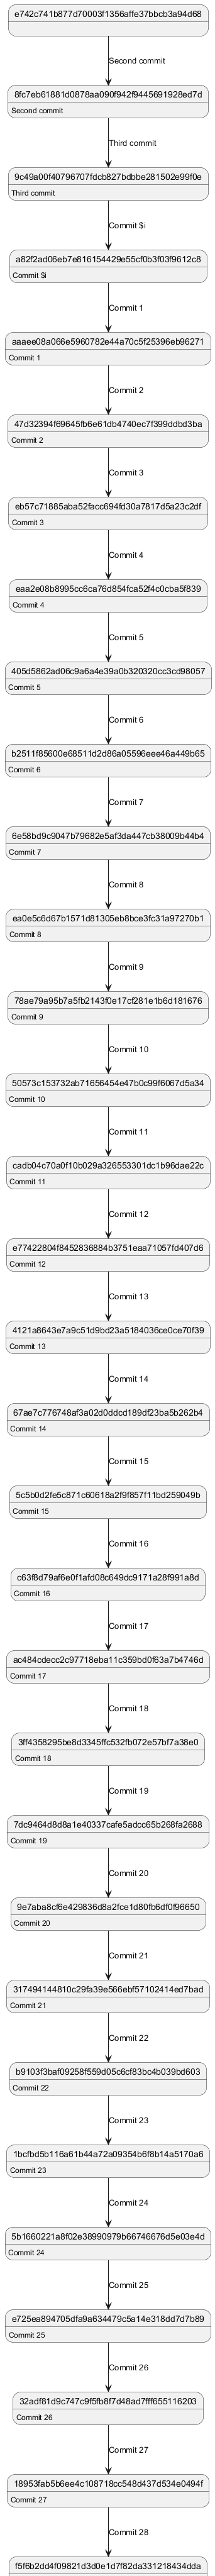 e742c741b877d70003f1356affe37bbcb3a94d68
Second commit
8fc7eb61881d0878aa090f942f9445691928ed7d
Second commit
Third commit
9c49a00f40796707fdcb827bdbbe281502e99f0e
Third commit
Commit $i
a82f2ad06eb7e816154429e55cf0b3f03f9612c8
Commit $i
Commit 1
aaaee08a066e5960782e44a70c5f25396eb96271
Commit 1
Commit 2
47d32394f69645fb6e61db4740ec7f399ddbd3ba
Commit 2
Commit 3
eb57c71885aba52facc694fd30a7817d5a23c2df
Commit 3
Commit 4
eaa2e08b8995cc6ca76d854fca52f4c0cba5f839
Commit 4
Commit 5
405d5862ad06c9a6a4e39a0b320320cc3cd98057
Commit 5
Commit 6
b2511f85600e68511d2d86a05596eee46a449b65
Commit 6
Commit 7
6e58bd9c9047b79682e5af3da447cb38009b44b4
Commit 7
Commit 8
ea0e5c6d67b1571d81305eb8bce3fc31a97270b1
Commit 8
Commit 9
78ae79a95b7a5fb2143f0e17cf281e1b6d181676
Commit 9
Commit 10
50573c153732ab71656454e47b0c99f6067d5a34
Commit 10
Commit 11
cadb04c70a0f10b029a326553301dc1b96dae22c
Commit 11
Commit 12
e77422804f8452836884b3751eaa71057fd407d6
Commit 12
Commit 13
4121a8643e7a9c51d9bd23a5184036ce0ce70f39
Commit 13
Commit 14
67ae7c776748af3a02d0ddcd189df23ba5b262b4
Commit 14
Commit 15
5c5b0d2fe5c871c60618a2f9f857f11bd259049b
Commit 15
Commit 16
c63f8d79af6e0f1afd08c649dc9171a28f991a8d
Commit 16
Commit 17
ac484cdecc2c97718eba11c359bd0f63a7b4746d
Commit 17
Commit 18
3ff4358295be8d3345ffc532fb072e57bf7a38e0
Commit 18
Commit 19
7dc9464d8d8a1e40337cafe5adcc65b268fa2688
Commit 19
Commit 20
9e7aba8cf6e429836d8a2fce1d80fb6df0f96650
Commit 20
Commit 21
317494144810c29fa39e566ebf57102414ed7bad
Commit 21
Commit 22
b9103f3baf09258f559d05c6cf83bc4b039bd603
Commit 22
Commit 23
1bcfbd5b116a61b44a72a09354b6f8b14a5170a6
Commit 23
Commit 24
5b1660221a8f02e38990979b66746676d5e03e4d
Commit 24
Commit 25
e725ea894705dfa9a634479c5a14e318dd7d7b89
Commit 25
Commit 26
32adf81d9c747c9f5fb8f7d48ad7fff655116203
Commit 26
Commit 27
18953fab5b6ee4c108718cc548d437d534e0494f
Commit 27
Commit 28
f5f6b2dd4f09821d3d0e1d7f82da331218434dda